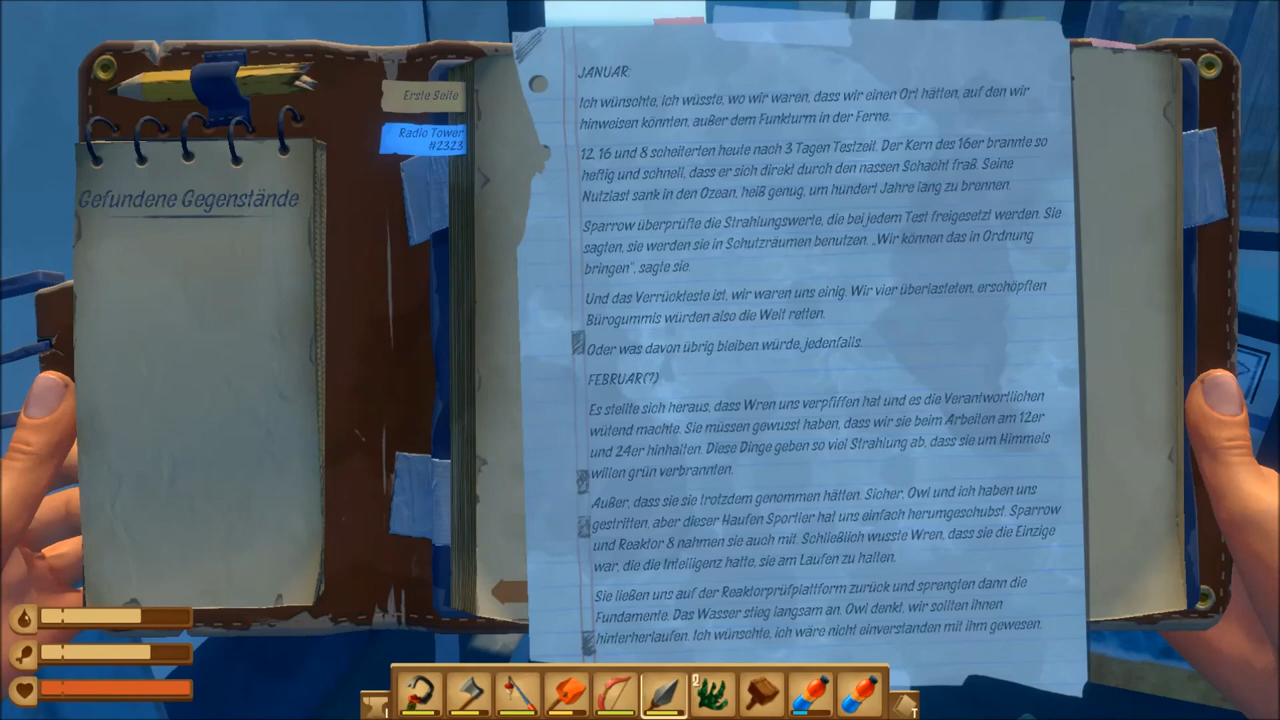 Gefundene Gegenstände
Erste Seite
Radio Tower
#2323
JANUAR:
Ich wünschte, ich wüsste, wo wir waren, dass wir einen Ort hätten, auf den wir
hinweisen könnten, außer dem Funkturm in der Ferne.
12, 16 und 8 scheiterten heute nach 3 Tagen Testzeit. Der Kern des 16er brannte so
heftig und schnell, dass er sich direkt durch den nassen Schacht fraß. Seine
Nutzlast sank in den Ozean, heiß genug, um hundert Jahre lang zu brennen.
Sparrow überprüfte die Strahlungswerte, die bei jedem Test freigesetzt werden. Sie
sagten, sie werden sie in Schutzräumen benutzen. „Wir können das in Ordnung
bringen“, sagte sie.
Und das Verrückteste ist, wir waren uns einig. Wir vier überlasteten, erschöpften
Bürogummis würden also die Welt retten.
Oder was davon übrig bleiben würde, jedenfalls.
FEBRUAR(?)
Es stellte sich heraus, dass Wren uns verpfiffen hat und es die Verantwortlichen
wütend machte. Sie müssen gewusst haben, dass wir sie beim Arbeiten am 12er
und 24er hinhalten. Diese Dinge geben so viel Strahlung ab, dass sie um Himmels
willen grün verbrannten.
Außer, dass sie sie trotzdem genommen hätten. Sicher, Owl und ich haben uns
gestritten, aber dieser Haufen Sportler hat uns einfach herumgeschubst. Sparrow
und Reaktor 8 nahmen sie auch mit. Schließlich wusste Wren, dass sie die Einzige
war, die die Intelligenz hatte, sie am Laufen zu halten.
Sie ließen uns auf der Reaktorprüfplattform zurück und sprengten dann die
Fundamente. Das Wasser stieg langsam an. Owl denkt, wir sollten ihnen
hinterherlaufen. Ich wünschte, ich wäre nicht einverstanden mit ihm gewesen.
2
1
T